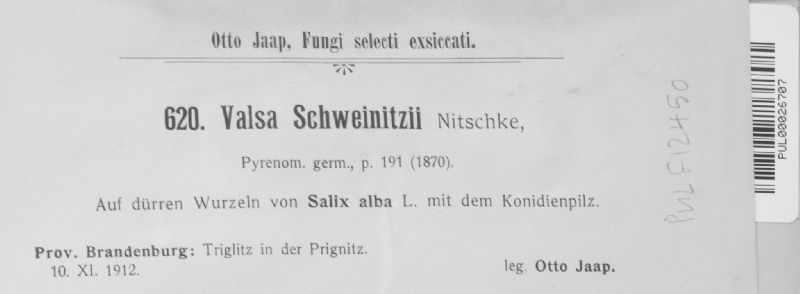 Otto Jaap, Fungi selecti exsiccati.
620. Valsa Schweinitzii Nitschke,
Pyrenom. germ., p. 191 (1870).
Auf dürren Wurzeln von Salix alba L. mit dem Konidienpilz.
Prov. Brandenburg: Triglitz in der Prignitz.
10. XI. 1912.
leg. Otto Jaap.
PUL F12450
PUL00026707